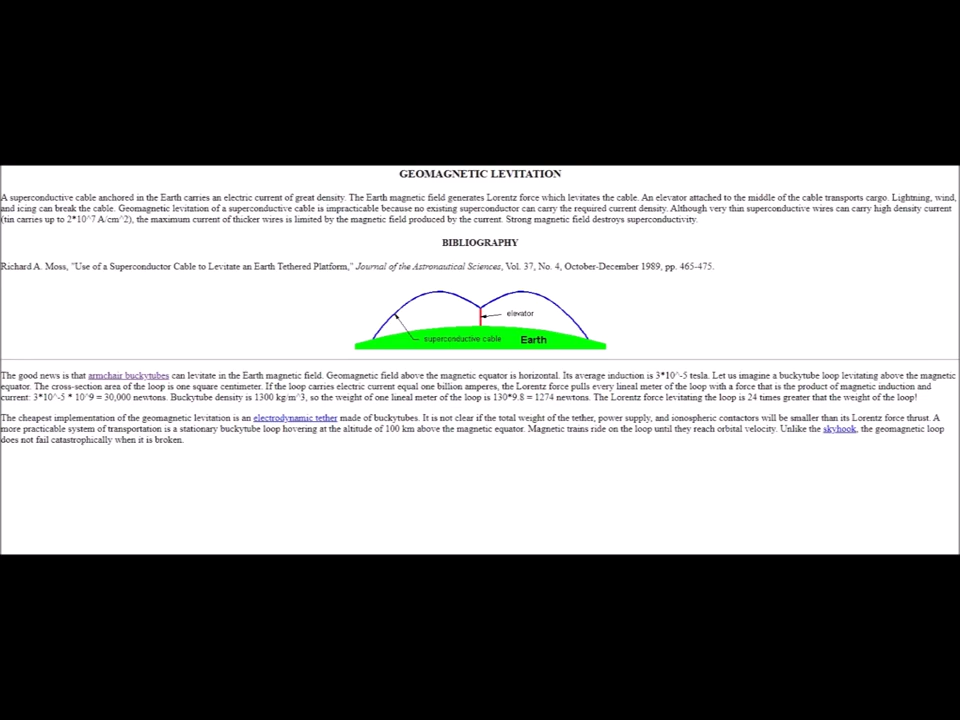 GEOMAGNETIC LEVITATION
A superconductive cable anchored in the Earth carries an electric current of great density. The Earth magnetic field generates Lorentz force which levitates the cable. An elevator attached to the middle of the cable transports cargo. Lightning, wind,
and icing can break the cable. Geomagnetic levitation of a superconductive cable is impracticable because no existing superconductor can carry the required current density. Although very thin superconductive wires can carry high density current
(tin carries up to 2*10^7 A/cm^2), the maximum current of thicker wires is limited by the magnetic field produced by the current. Strong magnetic field destroys superconductivity.
BIBLIOGRAPHY
Richard A. Moss, "Use of a Superconductor Cable to Levitate an Earth Tethered Platform," Journal of the Astronautical Sciences, Vol. 37, No. 4, October-December 1989, pp. 465-475.
elevator
superconductive cable
Earth
The good news is that armchair buckytubes can levitate in the Earth magnetic field. Geomagnetic field above the magnetic equator is horizontal. Its average induction is 3*10^-5 tesla. Let us imagine a buckytube loop levitating above the magnetic
equator. The cross-section area of the loop is one square centimeter. If the loop carries electric current equal one billion amperes, the Lorentz force pulls every lineal meter of the loop with a force that is the product of magnetic induction and
current: 3*10^-5 * 10^9 = 30,000 newtons. Buckytube density is 1300 kg/m^3, so the weight of one lineal meter of the loop is 130*9.8 = 1274 newtons. The Lorentz force levitating the loop is 24 times greater that the weight of the loop!
The cheapest implementation of the geomagnetic levitation is an electrodynamic tether made of buckytubes. It is not clear if the total weight of the tether, power supply, and ionospheric contactors will be smaller than its Lorentz force thrust. A
more practicable system of transportation is a stationary buckytube loop hovering at the altitude of 100 km above the magnetic equator. Magnetic trains ride on the loop until they reach orbital velocity. Unlike the skyhook, the geomagnetic loop
does not fail catastrophically when it is broken.